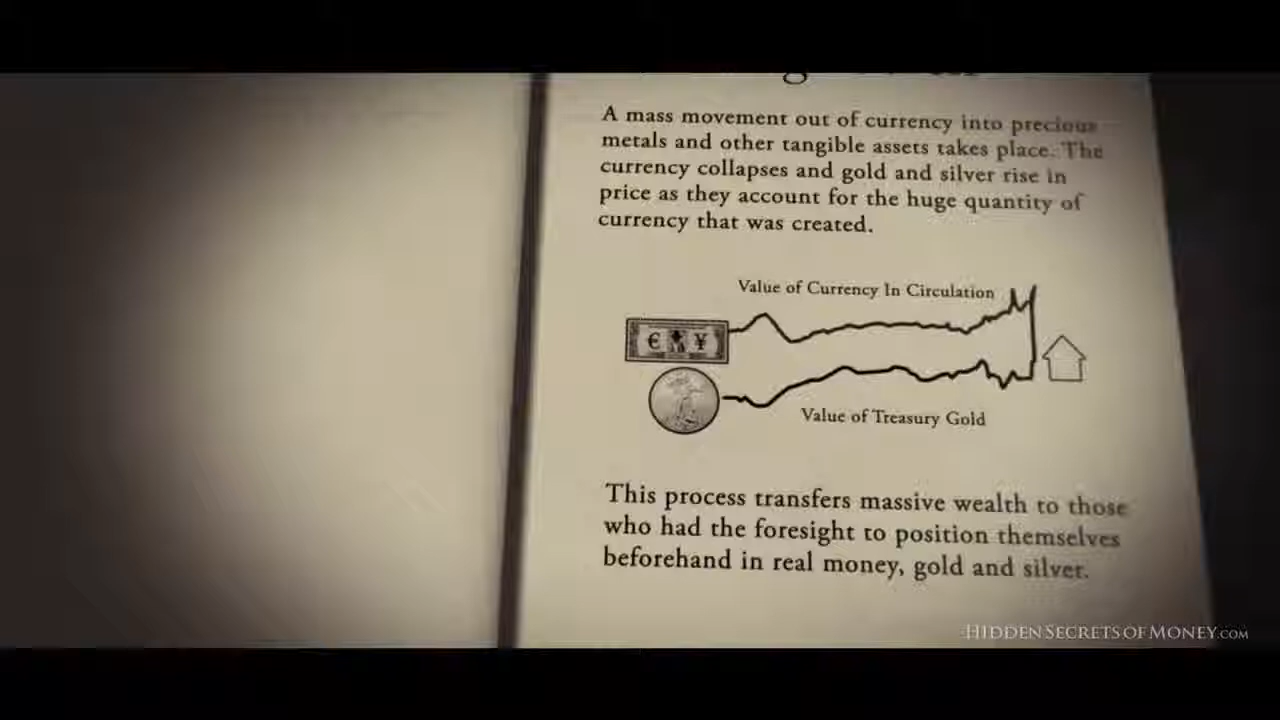 A mass movement out of currency into precious
metals and other tangible assets takes place. The
currency collapses and gold and silver rise in
price as they account for the huge quantity of
currency that was created.
Value of Currency In Circulation
€ ¥
Value of Treasury Gold
This process transfers massive wealth to those
who had the foresight to position themselves
beforehand in real money, gold and silver.
HIDDENSECRETSOFMONEY.COM